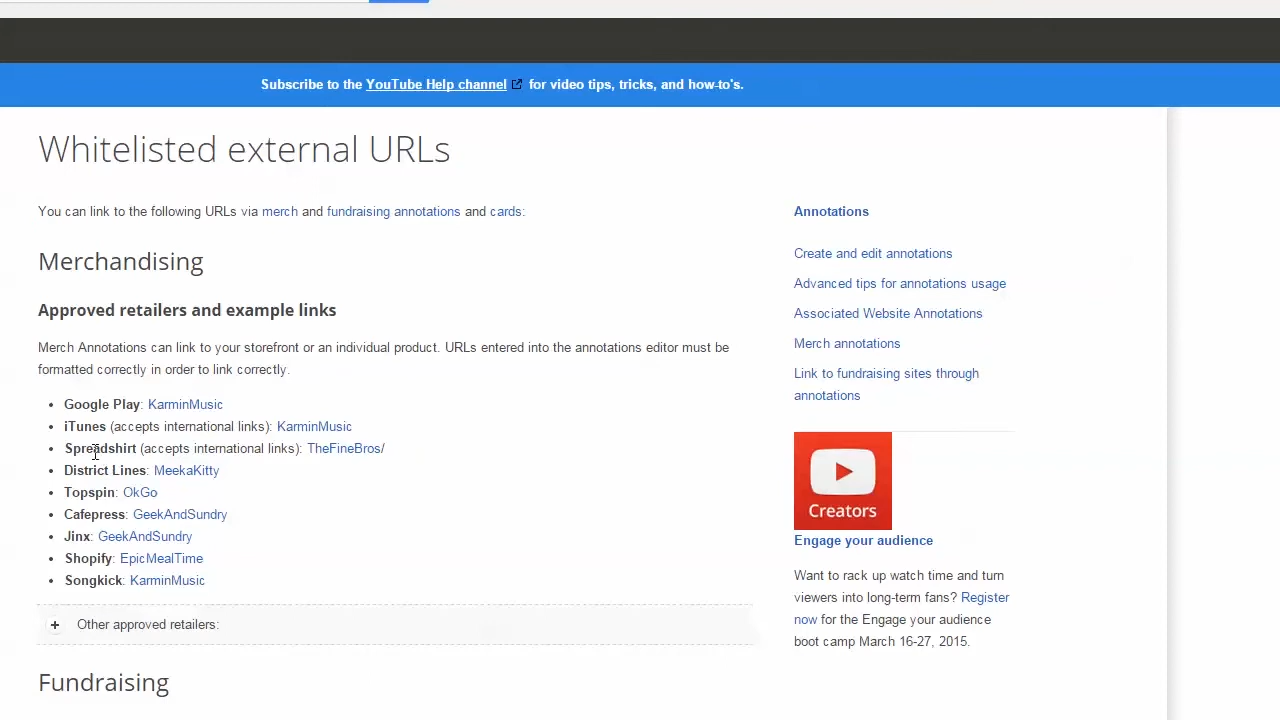 Subscribe to the YouTube Help channel for video tips, tricks, and how-to's.
Whitelisted external URLs
You can link to the following URLs via merch and fundraising annotations and cards:
Merchandising
Approved retailers and example links
Merch Annotations can link to your storefront or an individual product. URLs entered into the annotations editor must be
formatted correctly in order to link correctly.
Google Play: KarminMusic
iTunes (accepts international links): KarminMusic
Spreadshirt (accepts international links): TheFineBros/
District Lines: MeekaKitty
Topspin: OkGo
Cafepress: GeekAndSundry
Jinx: GeekAndSundry
Shopify: EpicMealTime
Songkick: KarminMusic
+ Other approved retailers:
Fundraising
Annotations
Create and edit annotations
Advanced tips for annotations usage
Associated Website Annotations
Merch annotations
Link to fundraising sites through
annotations
Creators
Engage your audience
Want to rack up watch time and turn
viewers into long-term fans? Register
now for the Engage your audience
boot camp March 16-27, 2015.